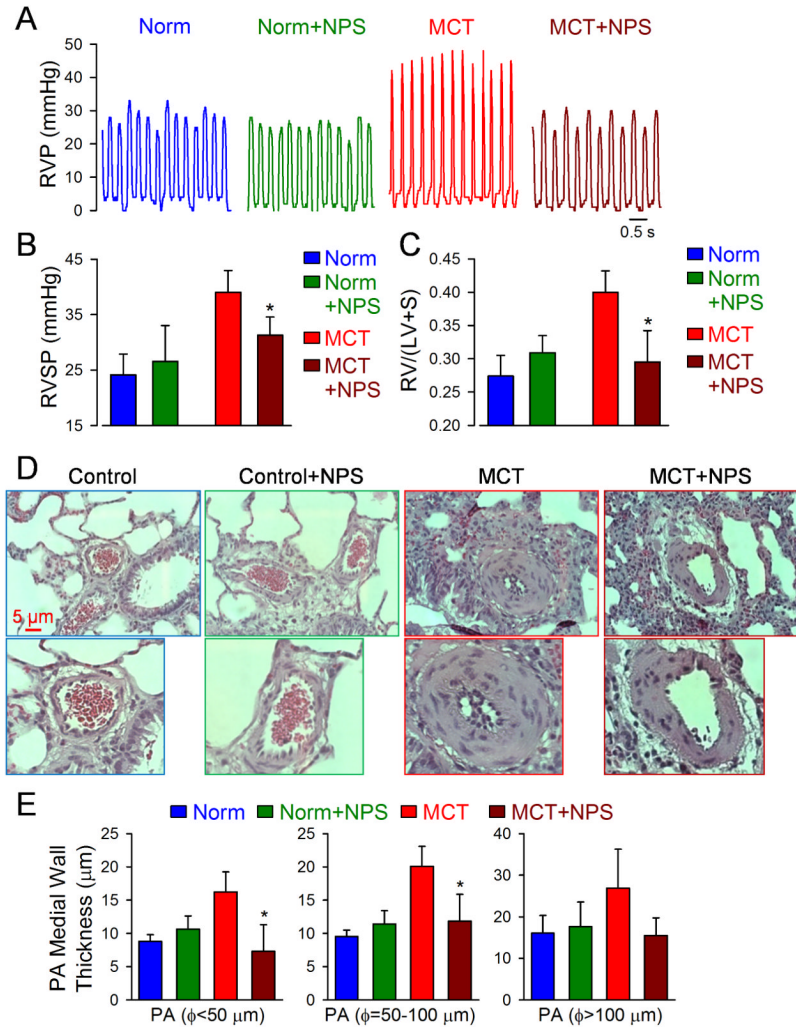 A
Norm
Norm+NPS
MCT
MCT+NPS
RVP (mmHg)
50
40
30
20
10
0
0.5 s
B
RVSP (mmHg)
45
35
25
15
Norm
Norm
+NPS
MCT
MCT
+NPS
*
C
RV/(LV+S)
0.45
0.40
0.35
0.30
0.25
0.20
Norm
Norm
+NPS
MCT
MCT
+NPS
*
D
Control
Control+NPS
MCT
MCT+NPS
5 μm
E
Norm
Norm+NPS
MCT
MCT+NPS
PA Medial Wall
Thickness (μm)
25
20
15
10
5
0
*
PA (ϕ<50 μm)
25
20
15
10
5
0
*
PA (ϕ=50-100 μm)
40
30
20
10
0
PA (ϕ>100 μm)